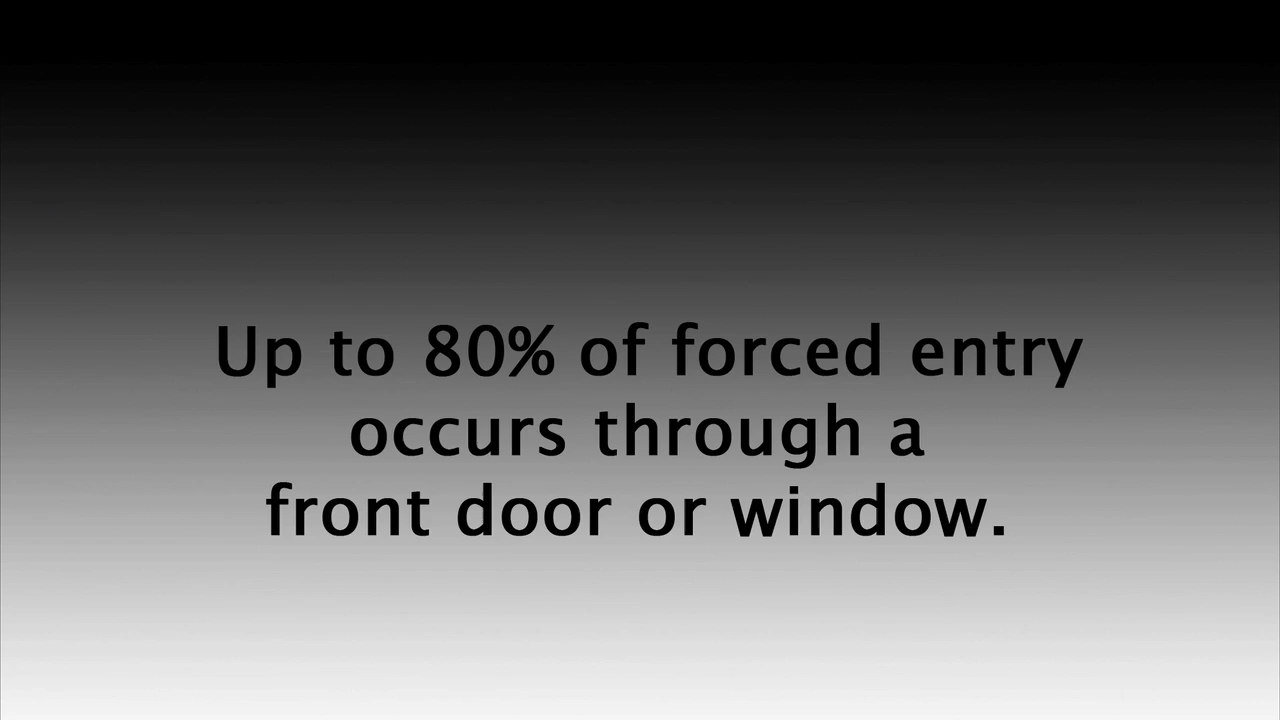 Up to 80% of forced entry
occurs through a
front door or window.